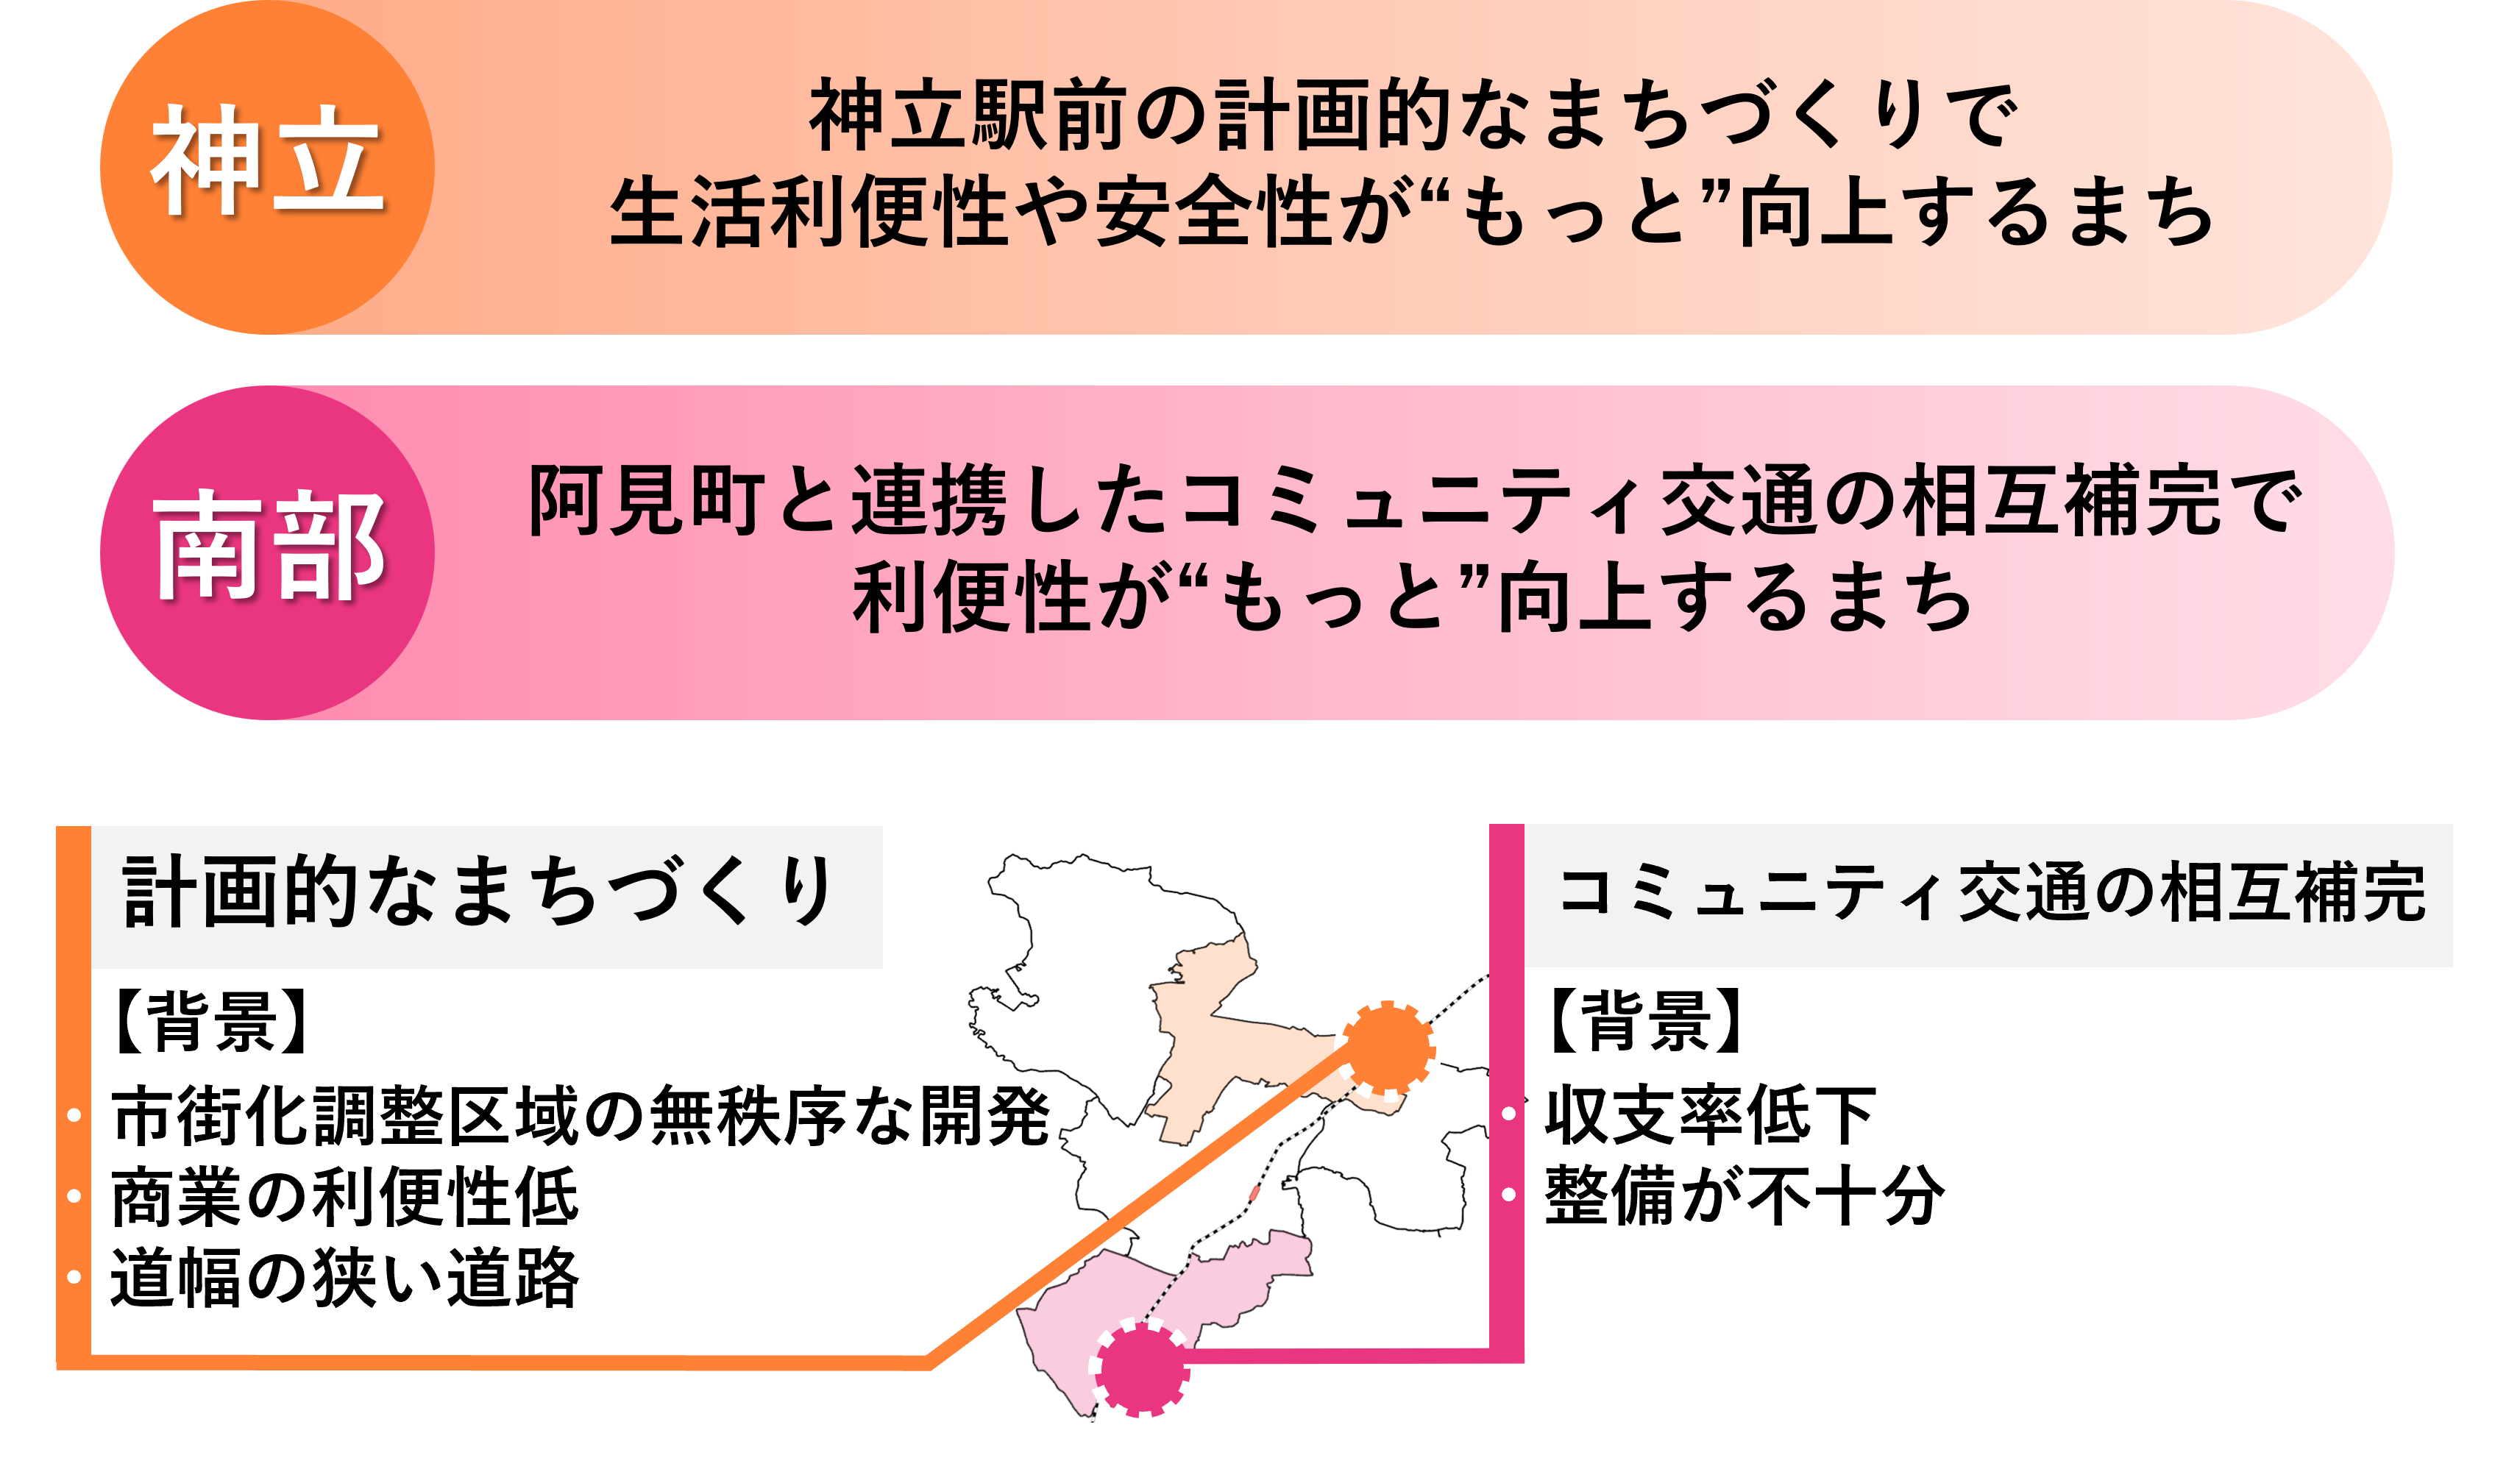 神立
神立駅前の計画的なまちづくりで
生活利便性や安全性が“もっと”向上するまち
南部
阿見町と連携したコミュニティ交通の相互補完で
利便性が“もっと”向上するまち
計画的なまちづくり
【背景】
市街化調整区域の無秩序な開発
商業の利便性低
道幅の狭い道路
コミュニティ交通の相互補完
【背景】
収支率低下
整備が不十分